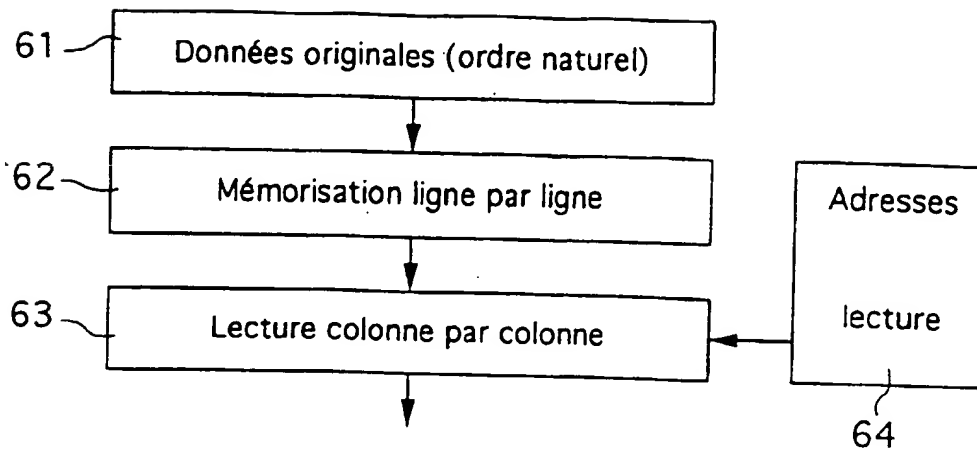 61
Données originales (ordre naturel)
62
Mémorisation ligne par ligne
Adresses
63
Lecture colonne par colonne
lecture
64